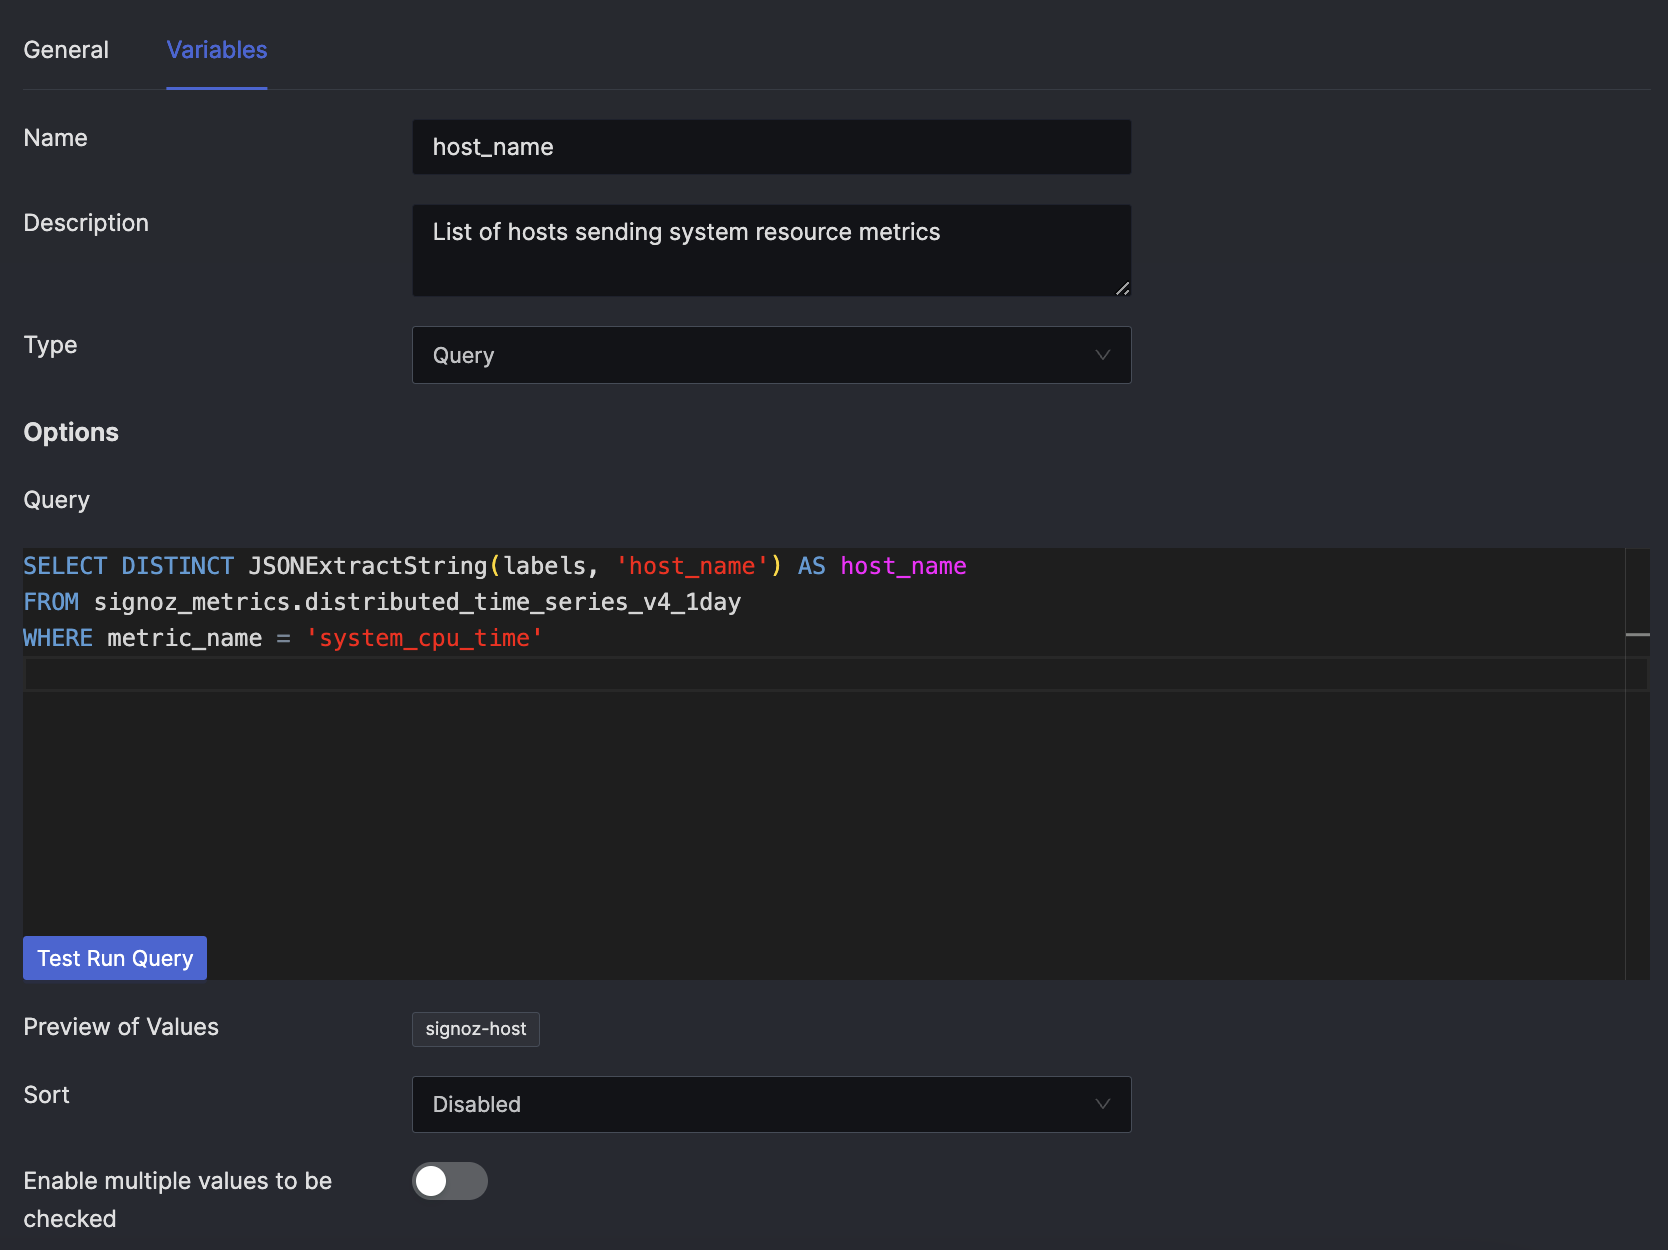 General Variables
Name host_name
Description List of hosts sending system resource metrics
Type Query
Options
Query
SELECT DISTINCT JSONExtractString(labels, 'host_name') AS host_name
FROM signoz_metrics.distributed_time_series_v4_1day
WHERE metric_name = 'system_cpu_time'
Test Run Query
Preview of Values signoz-host
Sort Disabled
Enable multiple values to be
checked